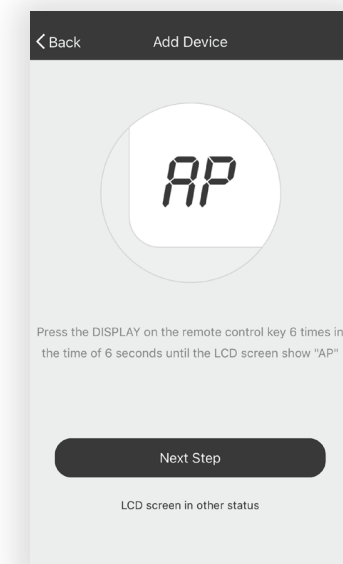 Back Add Device
AP
Press the DISPLAY on the remote control key 6 times in
the time of 6 seconds until the LCD screen show "AP"
Next Step
LCD screen in other status